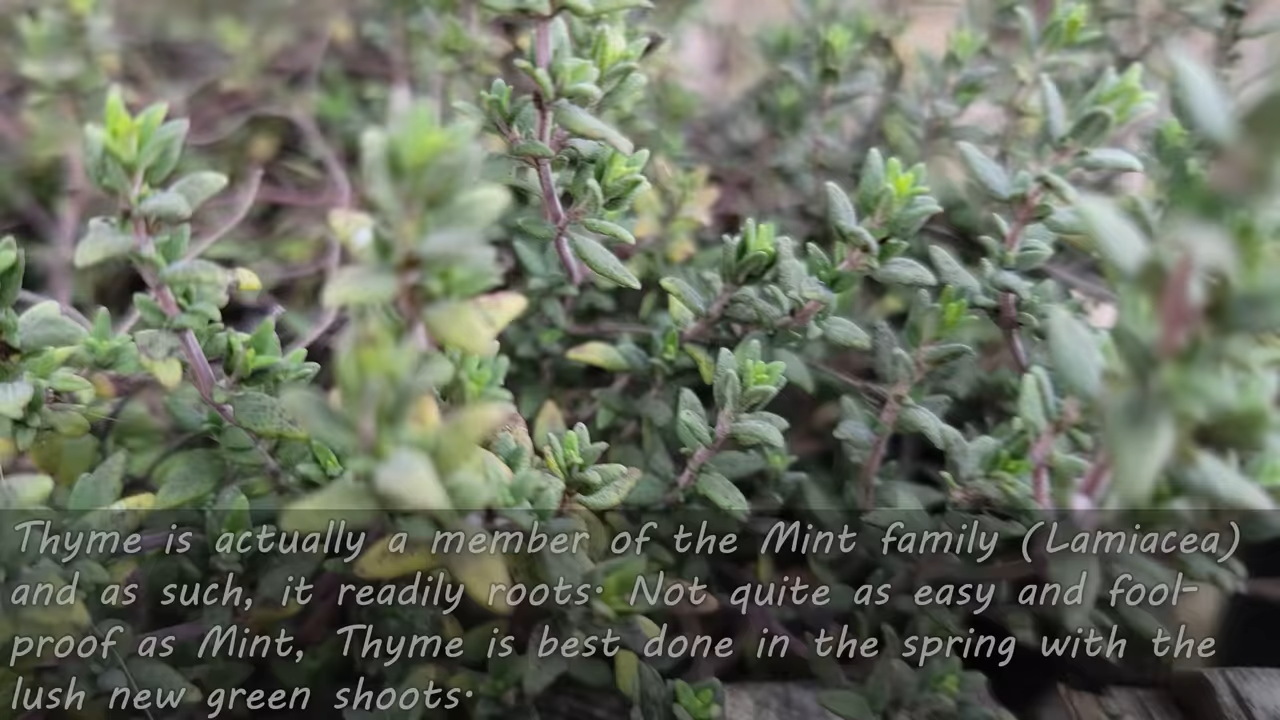 Thyme is actually a member of the Mint family (Lamiacea)
and as such, it readily roots. Not quite as easy and fool-
proof as Mint, Thyme is best done in the spring with the
lush new green shoots.